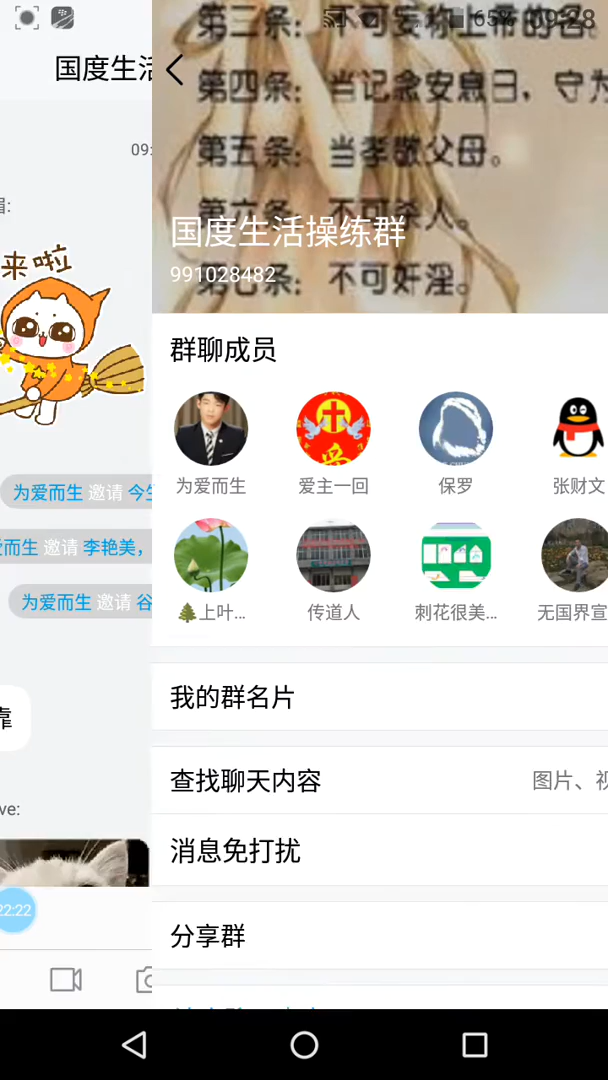 65% 09:28
国度生活
第三条：不可妄称上帝的名。
第四条：当记念安息日，守为
第五条：当孝敬父母。
第六条：不可杀人。
第七条：不可奸淫。
国度生活操练群
991028482
09:
来啦
群聊成员
为爱而生
爱主一回
保罗
张财文
🌲上叶...
传道人
刺花很美...
无国界宣
为爱而生 邀请 今生
而生 邀请 李艳美，
为爱而生 邀请 谷
靠
ve:
22:22
我的群名片
查找聊天内容
图片、视
消息免打扰
分享群